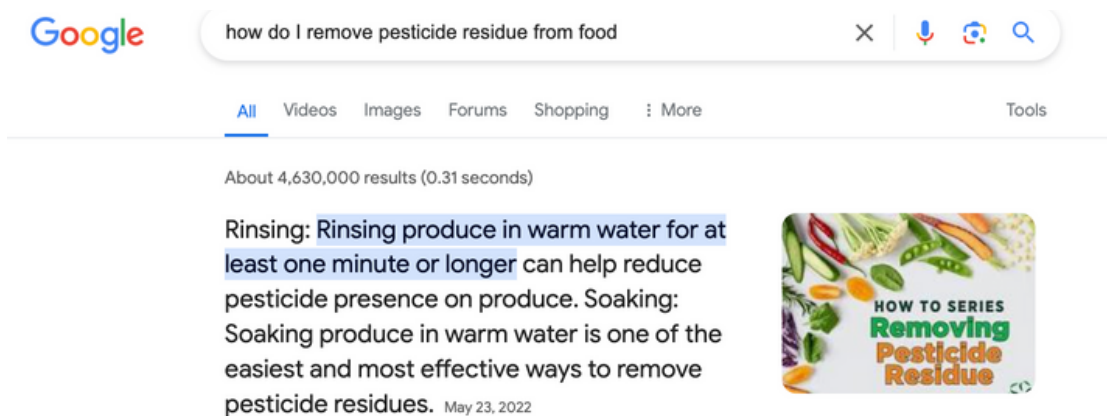 Google
how do I remove pesticide residue from food
All Videos Images Forums Shopping More Tools
About 4,630,000 results (0.31 seconds)
Rinsing: Rinsing produce in warm water for at
least one minute or longer can help reduce
pesticide presence on produce. Soaking:
Soaking produce in warm water is one of the
easiest and most effective ways to remove
pesticide residues. May 23, 2022
HOW TO SERIES
Removing
Pesticide
Residue